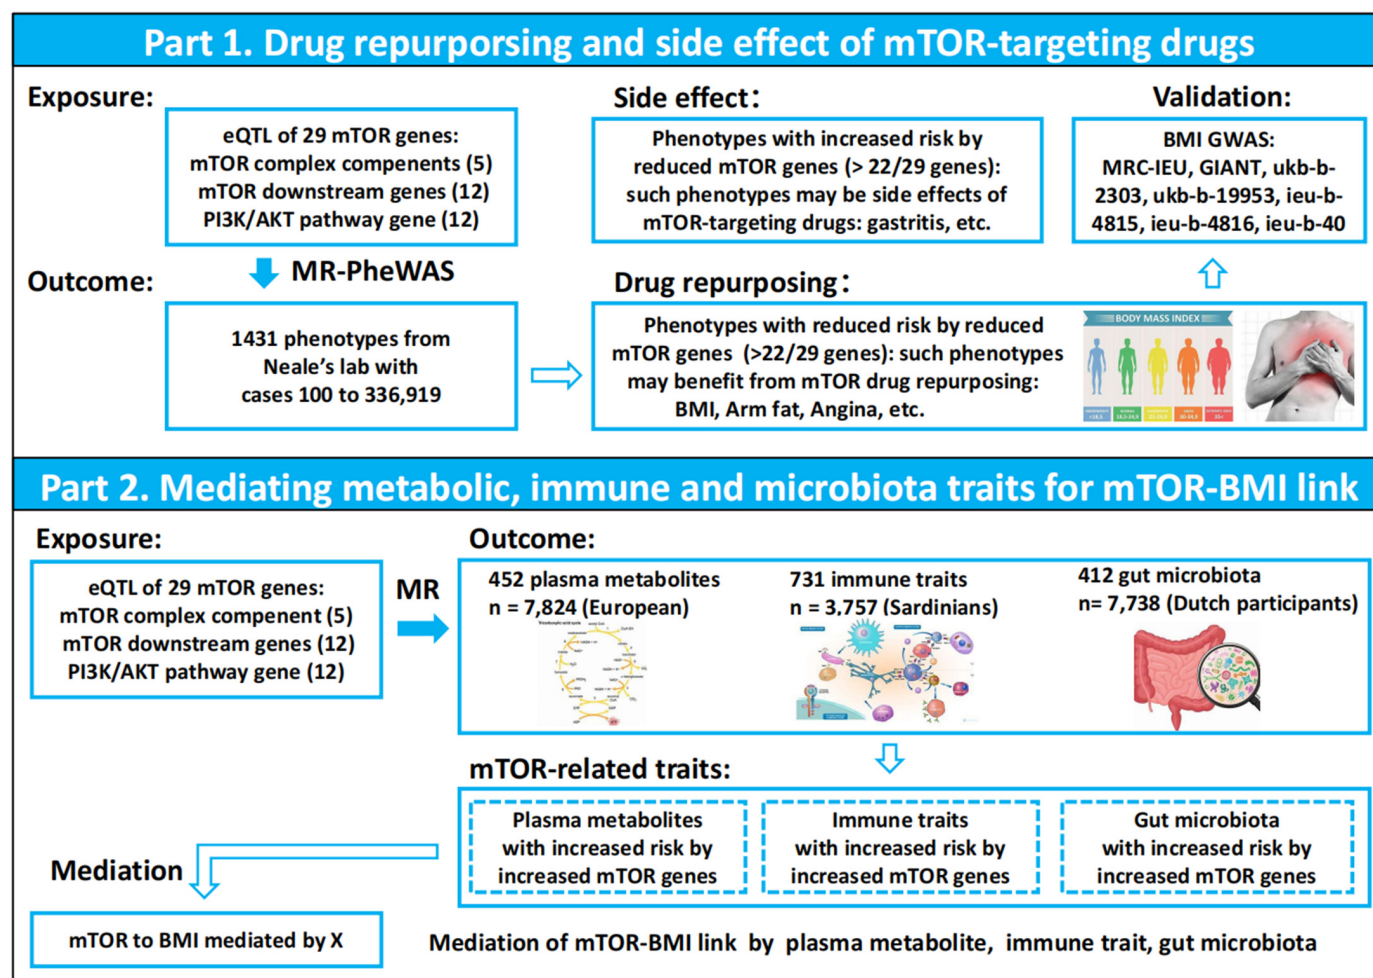 Part 1. Drug repurporsing and side effect of mTOR-targeting drugs
Exposure:
eQTL of 29 mTOR genes:
mTOR complex compenents (5)
mTOR downstream genes (12)
PI3K/AKT pathway gene (12)
MR-PheWAS
Outcome:
1431 phenotypes from
Neale's lab with
cases 100 to 336,919
Side effect:
Phenotypes with increased risk by
reduced mTOR genes (> 22/29 genes):
such phenotypes may be side effects of
mTOR-targeting drugs: gastritis, etc.
Validation:
BMI GWAS:
MRC-IEU, GIANT, ukb-b-
2303, ukb-b-19953, ieu-b-
4815, ieu-b-4816, ieu-b-40
Drug repurposing:
Phenotypes with reduced risk by reduced
mTOR genes (>22/29 genes): such phenotypes
may benefit from mTOR drug repurposing:
BMI, Arm fat, Angina, etc.
BODY MASS INDEX
Part 2. Mediating metabolic, immune and microbiota traits for mTOR-BMI link
Exposure:
eQTL of 29 mTOR genes:
mTOR complex compenent (5)
mTOR downstream genes (12)
PI3K/AKT pathway gene (12)
MR
Outcome:
452 plasma metabolites
n = 7,824 (European)
731 immune traits
n = 3,757 (Sardinians)
412 gut microbiota
n= 7,738 (Dutch participants)
mTOR-related traits:
Plasma metabolites
with increased risk by
increased mTOR genes
Immune traits
with increased risk by
increased mTOR genes
Gut microbiota
with increased risk by
increased mTOR genes
Mediation
mTOR to BMI mediated by X
Mediation of mTOR-BMI link by plasma metabolite, immune trait, gut microbiota